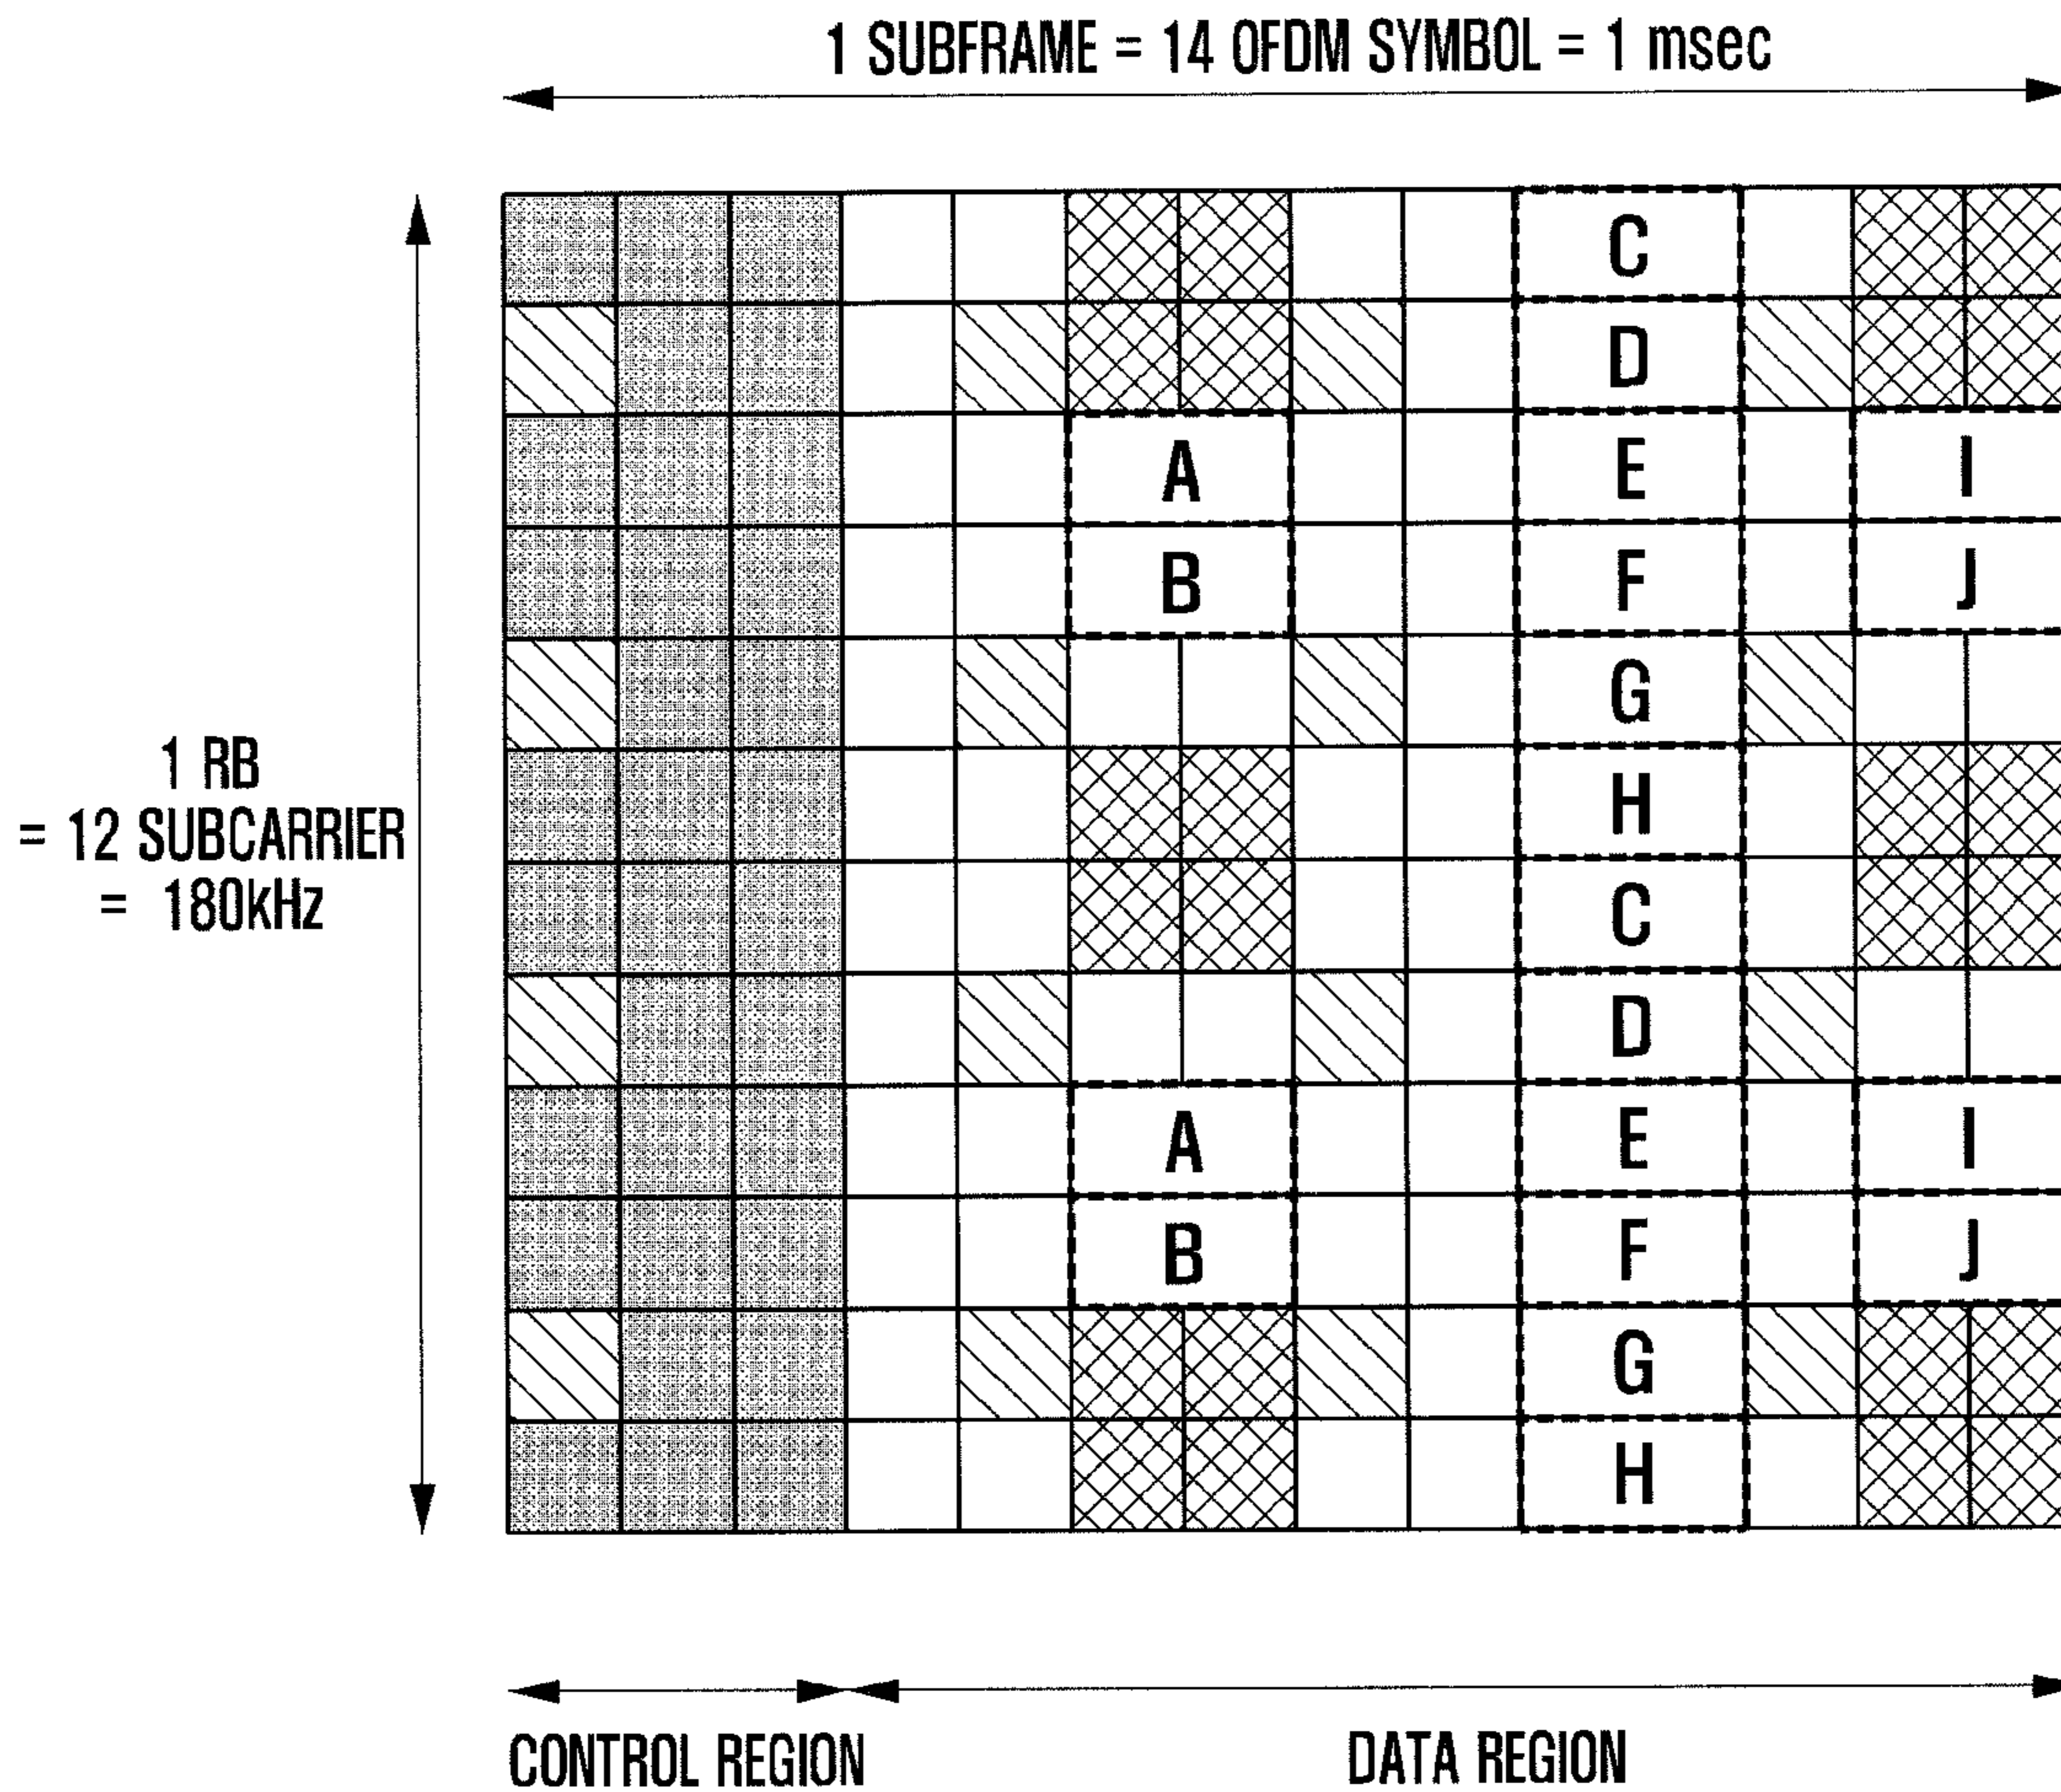 1 SUBFRAME = 14 OFDM SYMBOL = 1 msec
C
D
A E I
B F J
G
1 RB
= 12 SUBCARRIER
= 180kHz
H
C
D
A E I
B F J
G
H
CONTROL REGION DATA REGION